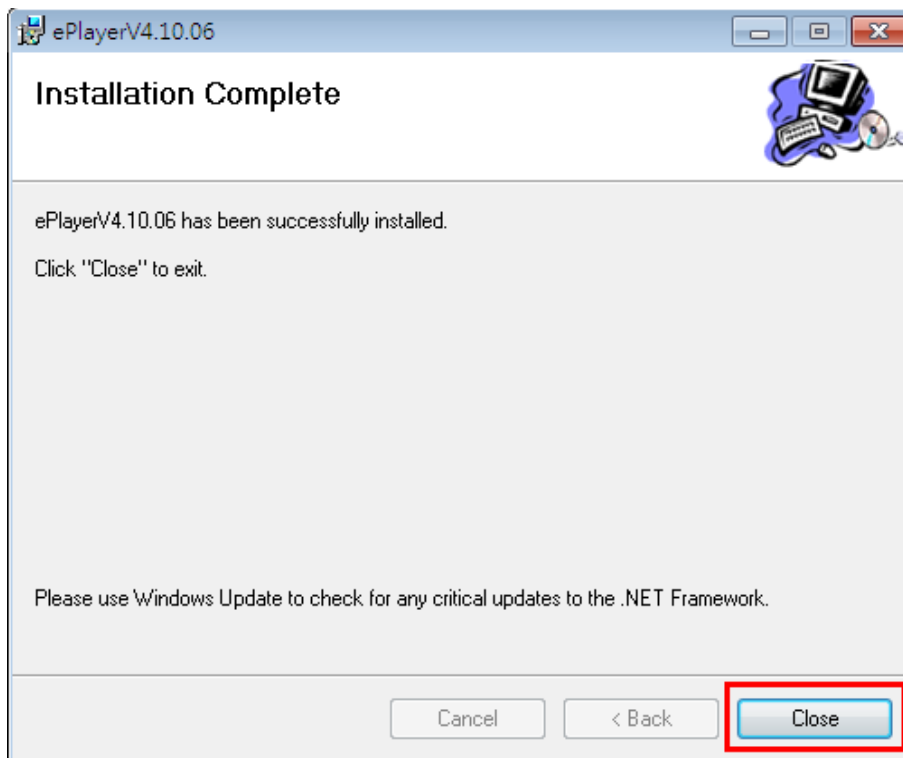 ePlayerV4.10.06
Installation Complete
ePlayerV4.10.06 has been successfully installed.
Click "Close" to exit.
Please use Windows Update to check for any critical updates to the .NET Framework.
Cancel
< Back
Close